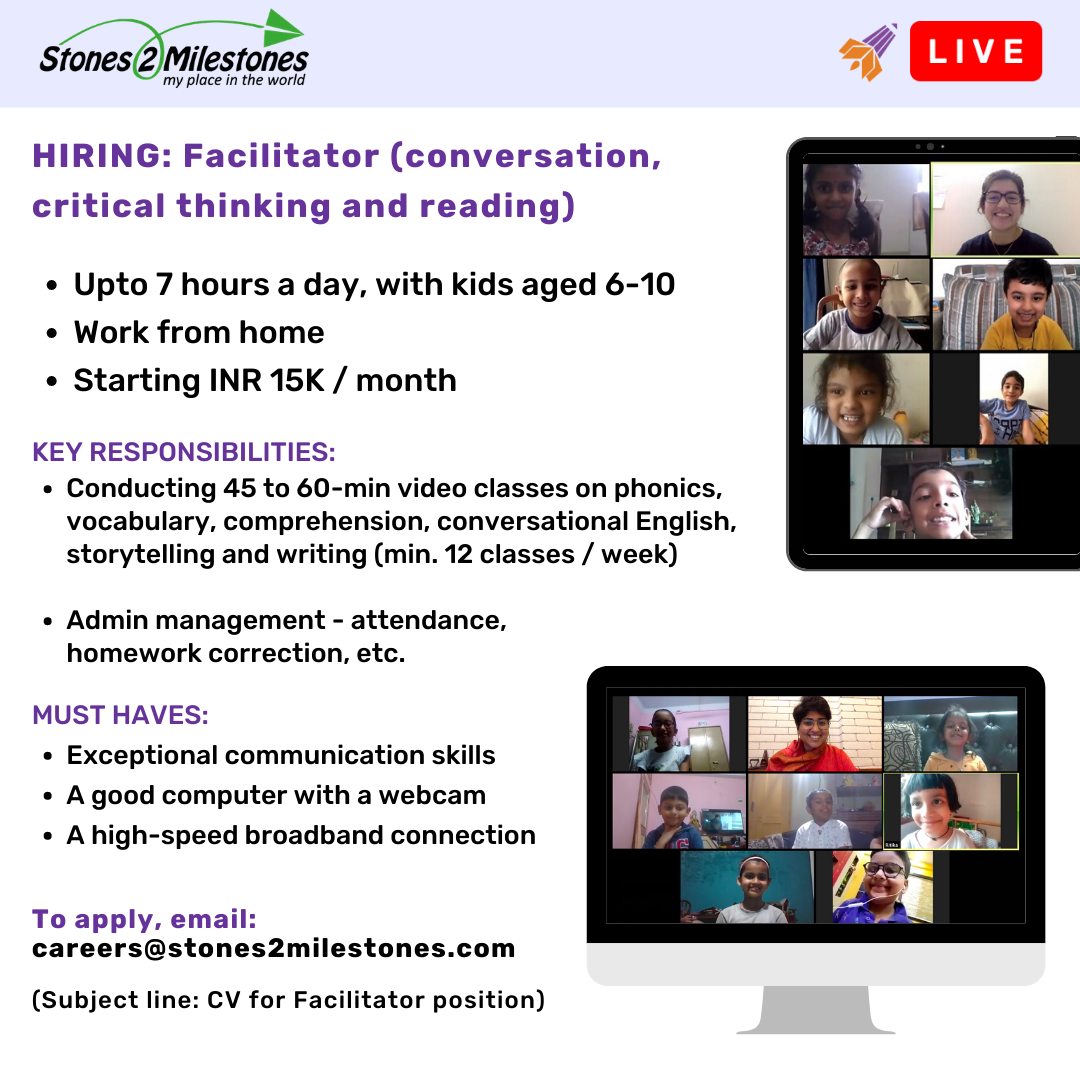 Stones2Milestones
my place in the world
LIVE
HIRING: Facilitator (conversation,
critical thinking and reading)
• Upto 7 hours a day, with kids aged 6-10
• Work from home
• Starting INR 15K / month
KEY RESPONSIBILITIES:
• Conducting 45 to 60-min video classes on phonics,
vocabulary, comprehension, conversational English,
storytelling and writing (min. 12 classes / week)
• Admin management - attendance,
homework correction, etc.
MUST HAVES:
• Exceptional communication skills
• A good computer with a webcam
• A high-speed broadband connection
To apply, email:
careers@stones2milestones.com
(Subject line: CV for Facilitator position)